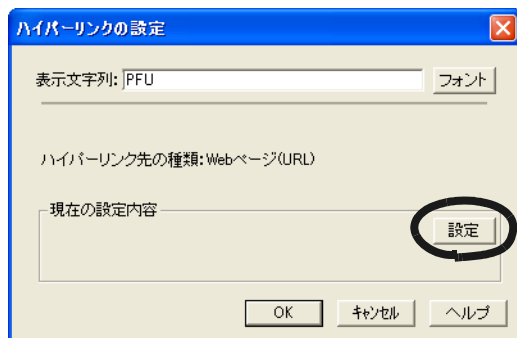 ハイパーリンクの設定
表示文字列: PFU
フォント
ハイパーリンク先の種類:Webページ(URL)
現在の設定内容
設定
OK
キャンセル
ヘルプ